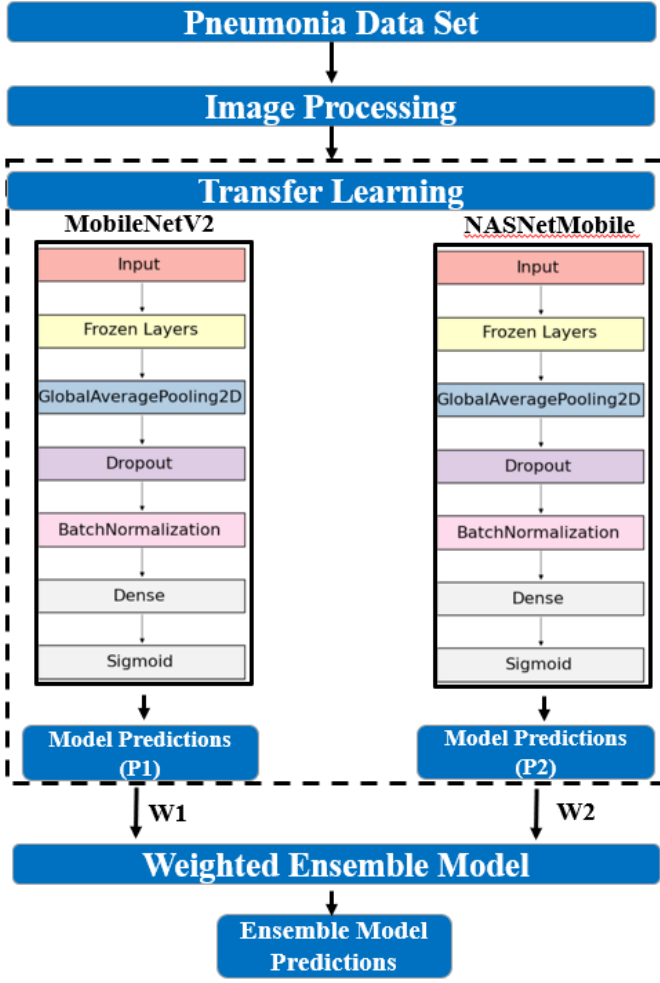 Pneumonia Data Set
Image Processing
Transfer Learning
MobileNetV2
Input
Frozen Layers
GlobalAveragePooling2D
Dropout
BatchNormalization
Dense
Sigmoid
Model Predictions
(P1)
W1
NASNetMobile
Input
Frozen Layers
GlobalAveragePooling2D
Dropout
BatchNormalization
Dense
Sigmoid
Model Predictions
(P2)
W2
Weighted Ensemble Model
Ensemble Model
Predictions